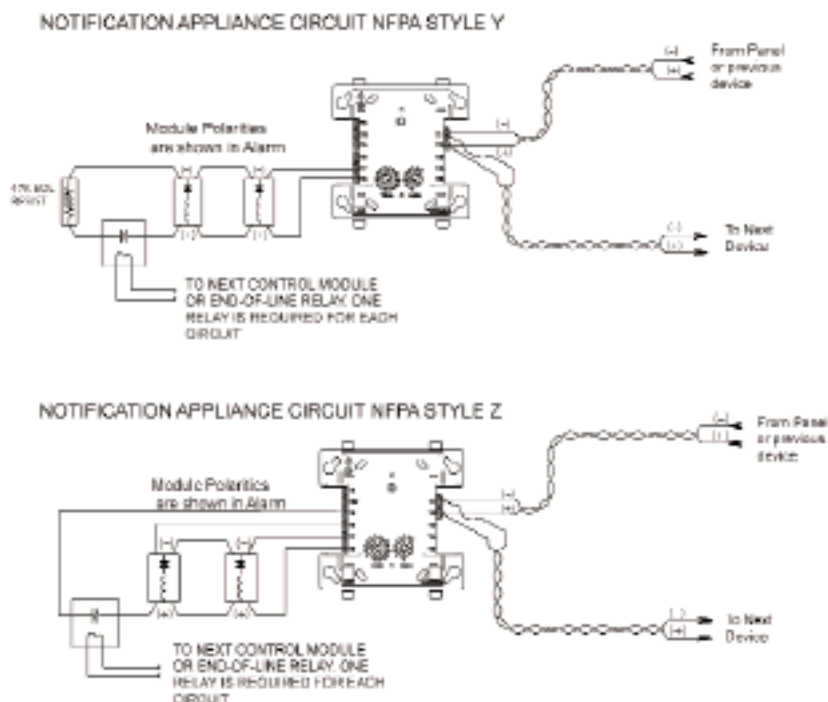 NOTIFICATION APPLIANCE CIRCUIT NFPA STYLE Y
(-)
(+)
From Panel
or previous
device
Module Polarities
are shown in Alarm
47K EOL
RESIST
(-)
(+)
To Next
Device
TO NEXT CONTROL MODULE
OR END-OF-LINE RELAY. ONE
RELAY IS REQUIRED FOR EACH
CIRCUIT
NOTIFICATION APPLIANCE CIRCUIT NFPA STYLE Z
From Panel
or previous
device
Module Polarities
are shown in Alarm
(+)
To Next
Device
TO NEXT CONTROL MODULE
OR END-OF-LINE RELAY. ONE
RELAY IS REQUIRED FOR EACH
CIRCUIT